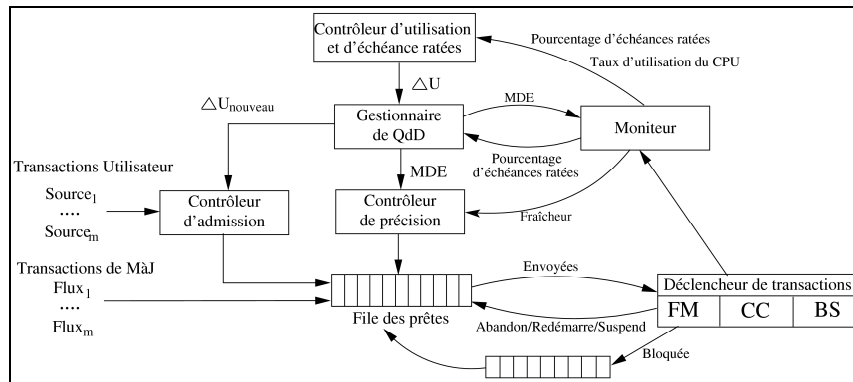 Contrôleur d'utilisation
et d'échéance ratées
Pourcentage d'échéances ratées
Taux d'utilisation du CPU
△U
△Unouveau
MDE
Gestionnaire
de QdD
Moniteur
Pourcentage
d'échéances ratées
MDE
Transactions Utilisateur
Source1
....
Sourcem
Contrôleur
d'admission
Contrôleur
de précision
Fraîcheur
Transactions de MàJ
Flux1
....
Fluxm
Envoyées
Déclencheur de transactions
FM CC BS
File des prêtes
Abandon/Redémarre/Suspend
Bloquée